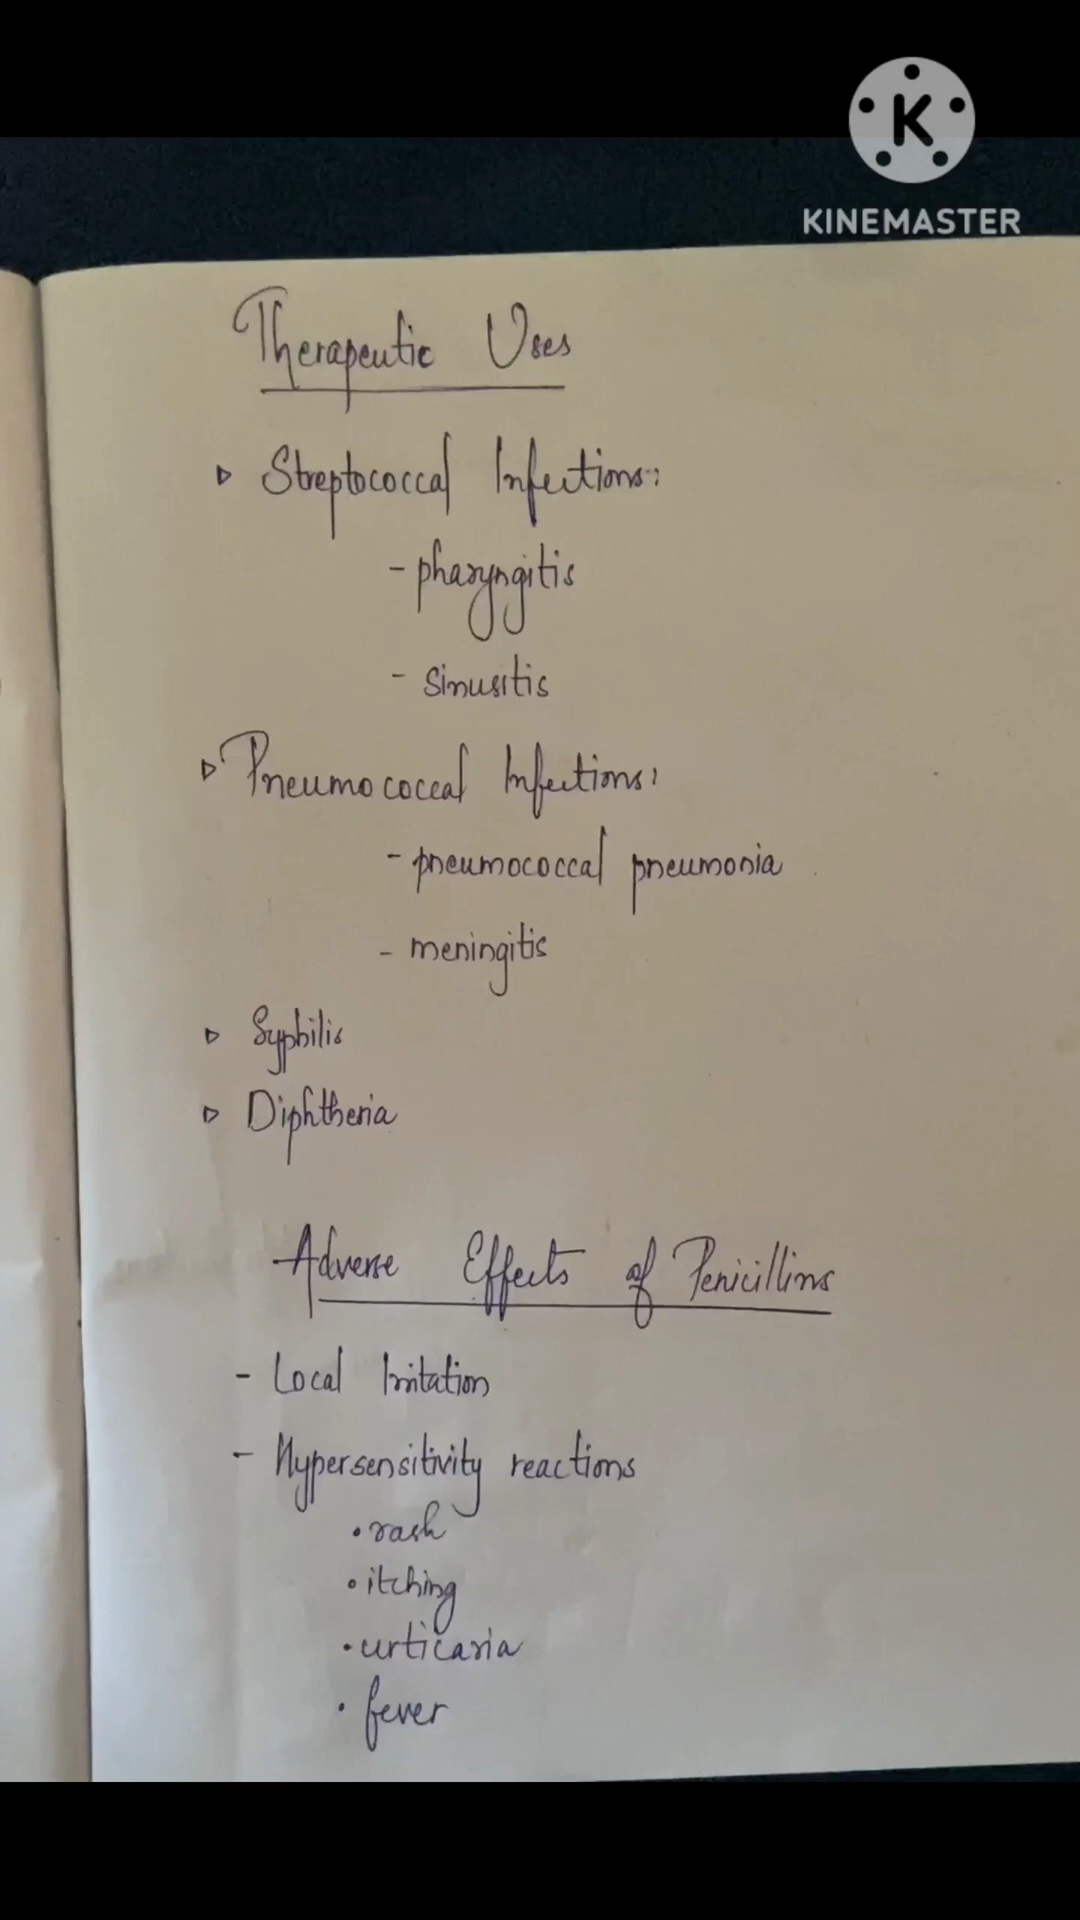 KINEMASTER
Therapeutic Uses
▷ Streptococcal Infections:
- pharyngitis
- sinusitis
▷ Pneumococcal Infections:
- pneumococcal pneumonia
- meningitis
▷ Syphilis
▷ Diphtheria
Adverse Effects of Penicillins
- Local Irritation
- Hypersensitivity reactions
• rash
• itching
• urticaria
• fever